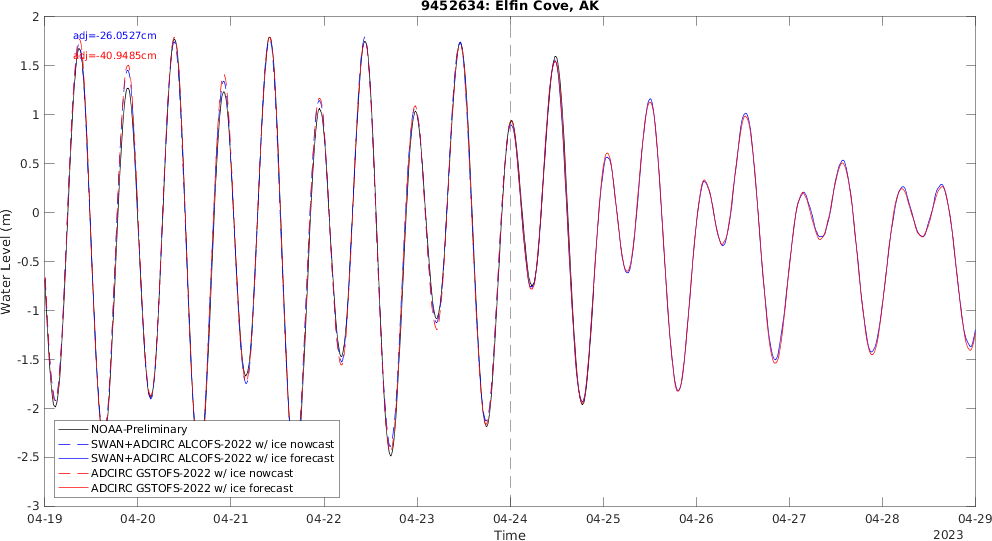 9452634: Elfin Cove, AK
adj=-26.0527cm
adj=-40.9485cm
2
1.5
1
0.5
0
-0.5
-1
-1.5
-2
-2.5
-3
Water Level (m)
NOAA-Preliminary
SWAN+ADCIRC ALCOFS-2022 w/ ice nowcast
SWAN+ADCIRC ALCOFS-2022 w/ ice forecast
ADCIRC GSTOFS-2022 w/ ice nowcast
ADCIRC GSTOFS-2022 w/ ice forecast
04-19 04-20 04-21 04-22 04-23 04-24 04-25 04-26 04-27 04-28 04-29
Time
2023